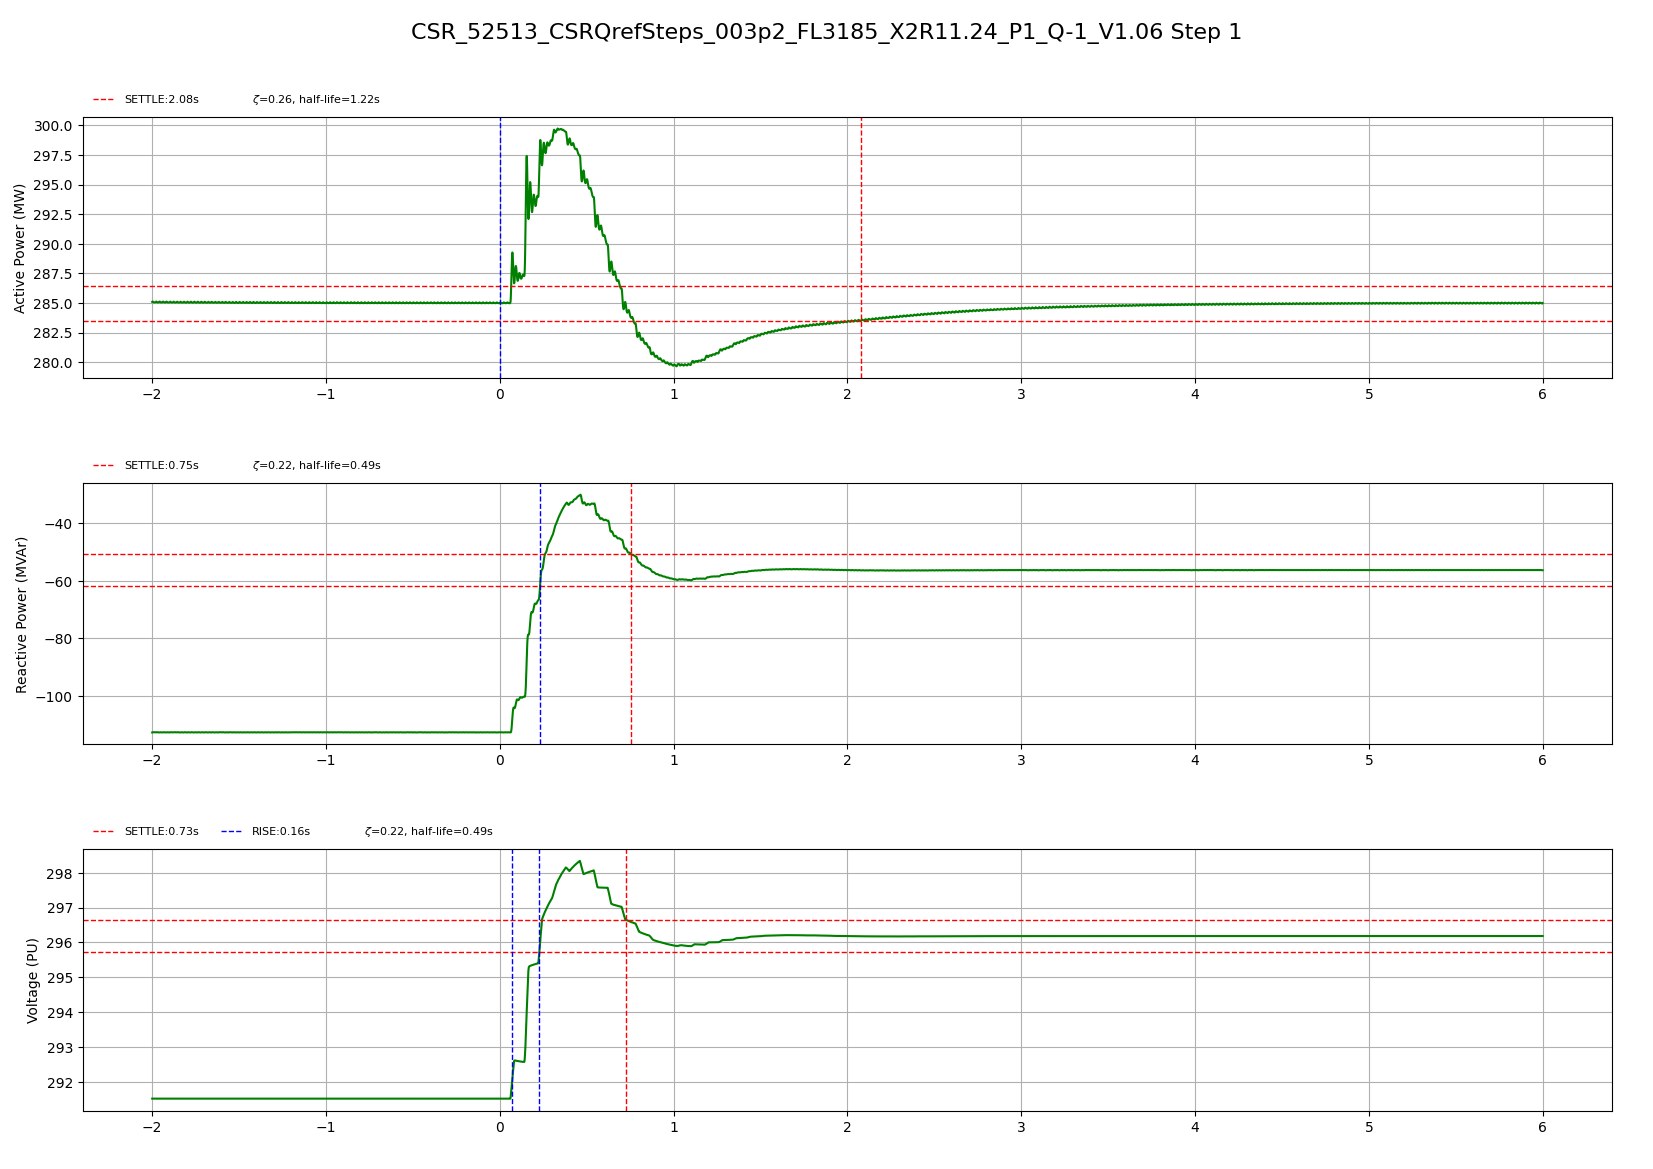 CSR_52513_CSRQrefSteps_003p2_FL3185_X2R11.24_P1_Q-1_V1.06 Step 1
SETTLE:2.08s ζ=0.26, half-life=1.22s
Active Power (MW)
300.0
297.5
295.0
292.5
290.0
287.5
285.0
282.5
280.0
−2 −1 0 1 2 3 4 5 6
SETTLE:0.75s ζ=0.22, half-life=0.49s
Reactive Power (MVAr)
−40
−60
−80
−100
−2 −1 0 1 2 3 4 5 6
SETTLE:0.73s RISE:0.16s ζ=0.22, half-life=0.49s
Voltage (PU)
298
297
296
295
294
293
292
−2 −1 0 1 2 3 4 5 6